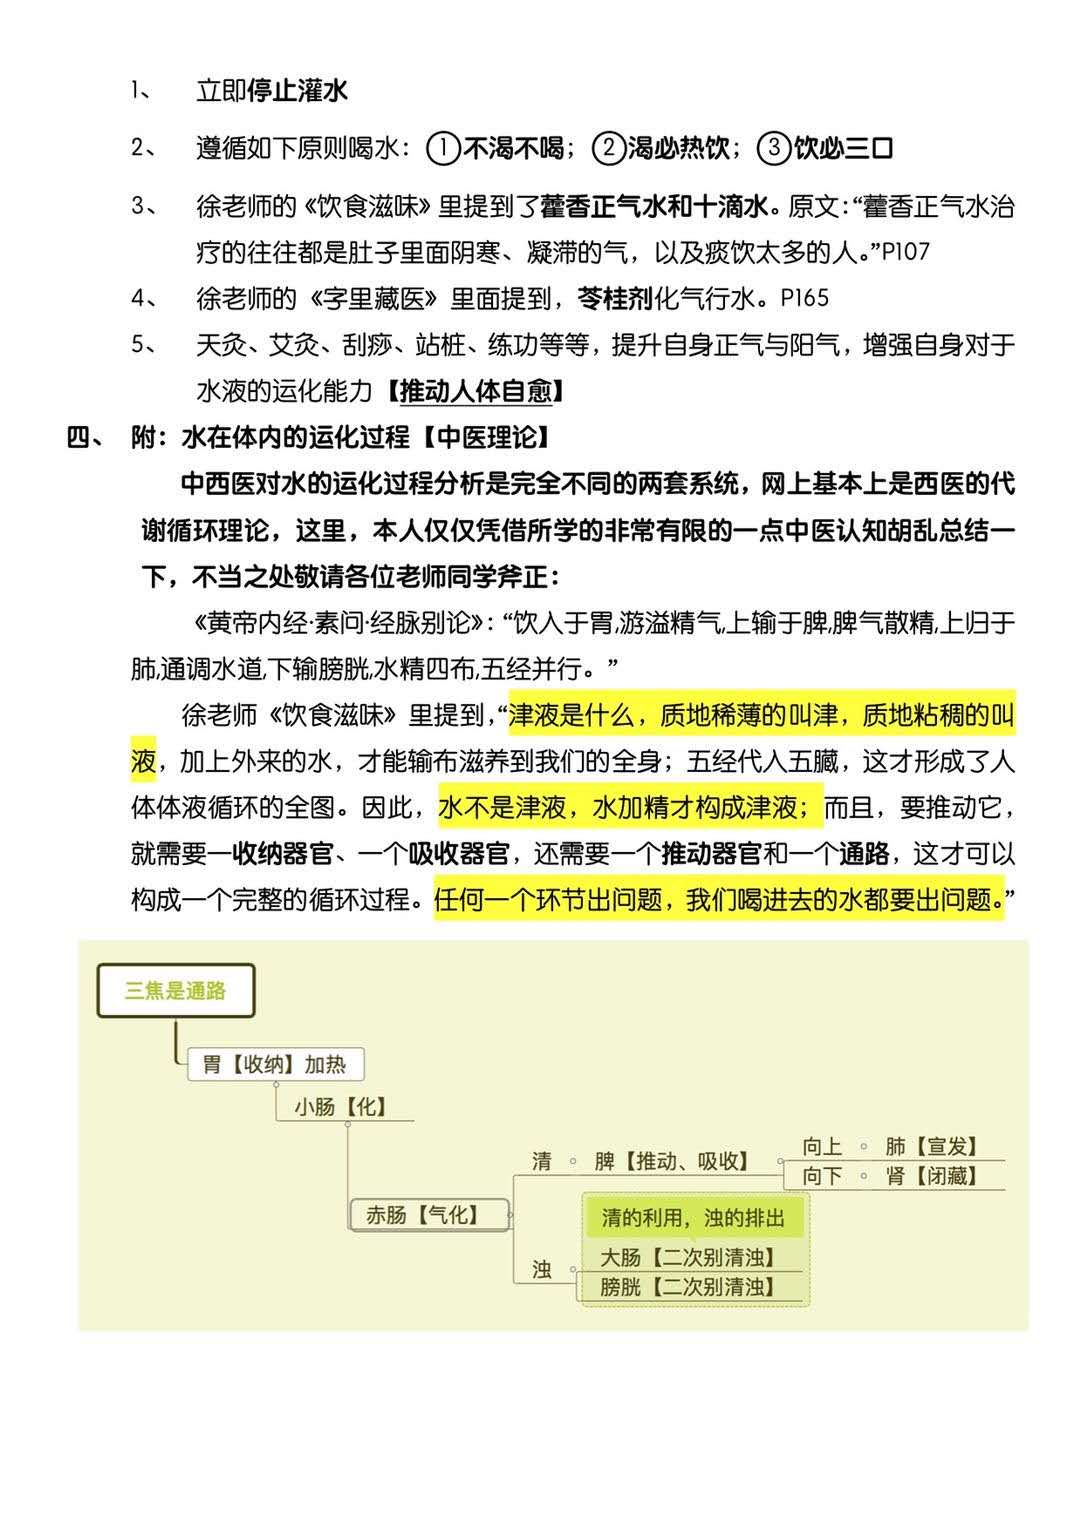 1、 立即停止灌水
2、 遵循如下原则喝水：①不渴不喝；②渴必热饮；③饮必三口
3、 徐老师的《饮食滋味》里提到了藿香正气水和十滴水。原文：“藿香正气水治
疗的往往都是肚子里面阴寒、凝滞的气，以及痰饮太多的人。”P107
4、 徐老师的《字里藏医》里面提到，苓桂剂化气行水。P165
5、 天灸、艾灸、刮痧、站桩、练功等等，提升自身正气与阳气，增强自身对于
水液的运化能力【推动人体自愈】
四、 附：水在体内的运化过程【中医理论】
中西医对水的运化过程分析是完全不同的两套系统，网上基本上是西医的代
谢循环理论，这里，本人仅仅凭借所学的非常有限的一点中医认知胡乱总结一
下，不当之处敬请各位老师同学斧正：
《黄帝内经·素问·经脉别论》：“饮入于胃,游溢精气,上输于脾,脾气散精,上归于
肺,通调水道,下输膀胱,水精四布,五经并行。”
徐老师《饮食滋味》里提到,“津液是什么，质地稀薄的叫津，质地粘稠的叫
液，加上外来的水，才能输布滋养到我们的全身；五经代入五臟，这才形成了人
体体液循环的全图。因此，水不是津液，水加精才构成津液；而且，要推动它，
就需要一收纳器官、一个吸收器官，还需要一个推动器官和一个通路，这才可以
构成一个完整的循环过程。任何一个环节出问题，我们喝进去的水都要出问题。”
三焦是通路
胃【收纳】加热
小肠【化】
赤肠【气化】
清 脾【推动、吸收】
向上 肺【宣发】
向下 肾【闭藏】
清的利用，浊的排出
浊
大肠【二次别清浊】
膀胱【二次别清浊】